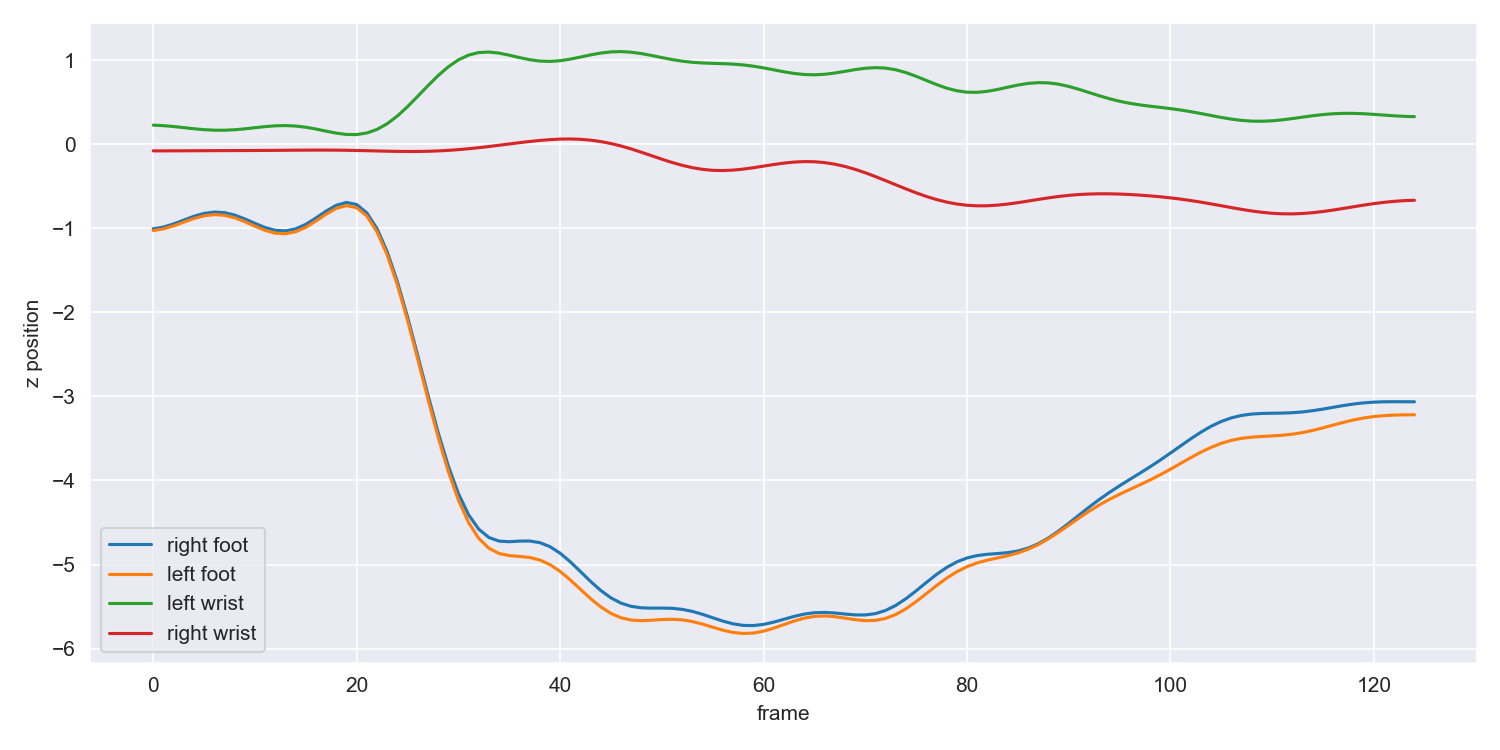 1
0
−1
−2
−3
−4
−5
−6
z position
right foot
left foot
left wrist
right wrist
0 20 40 60 80 100 120
frame